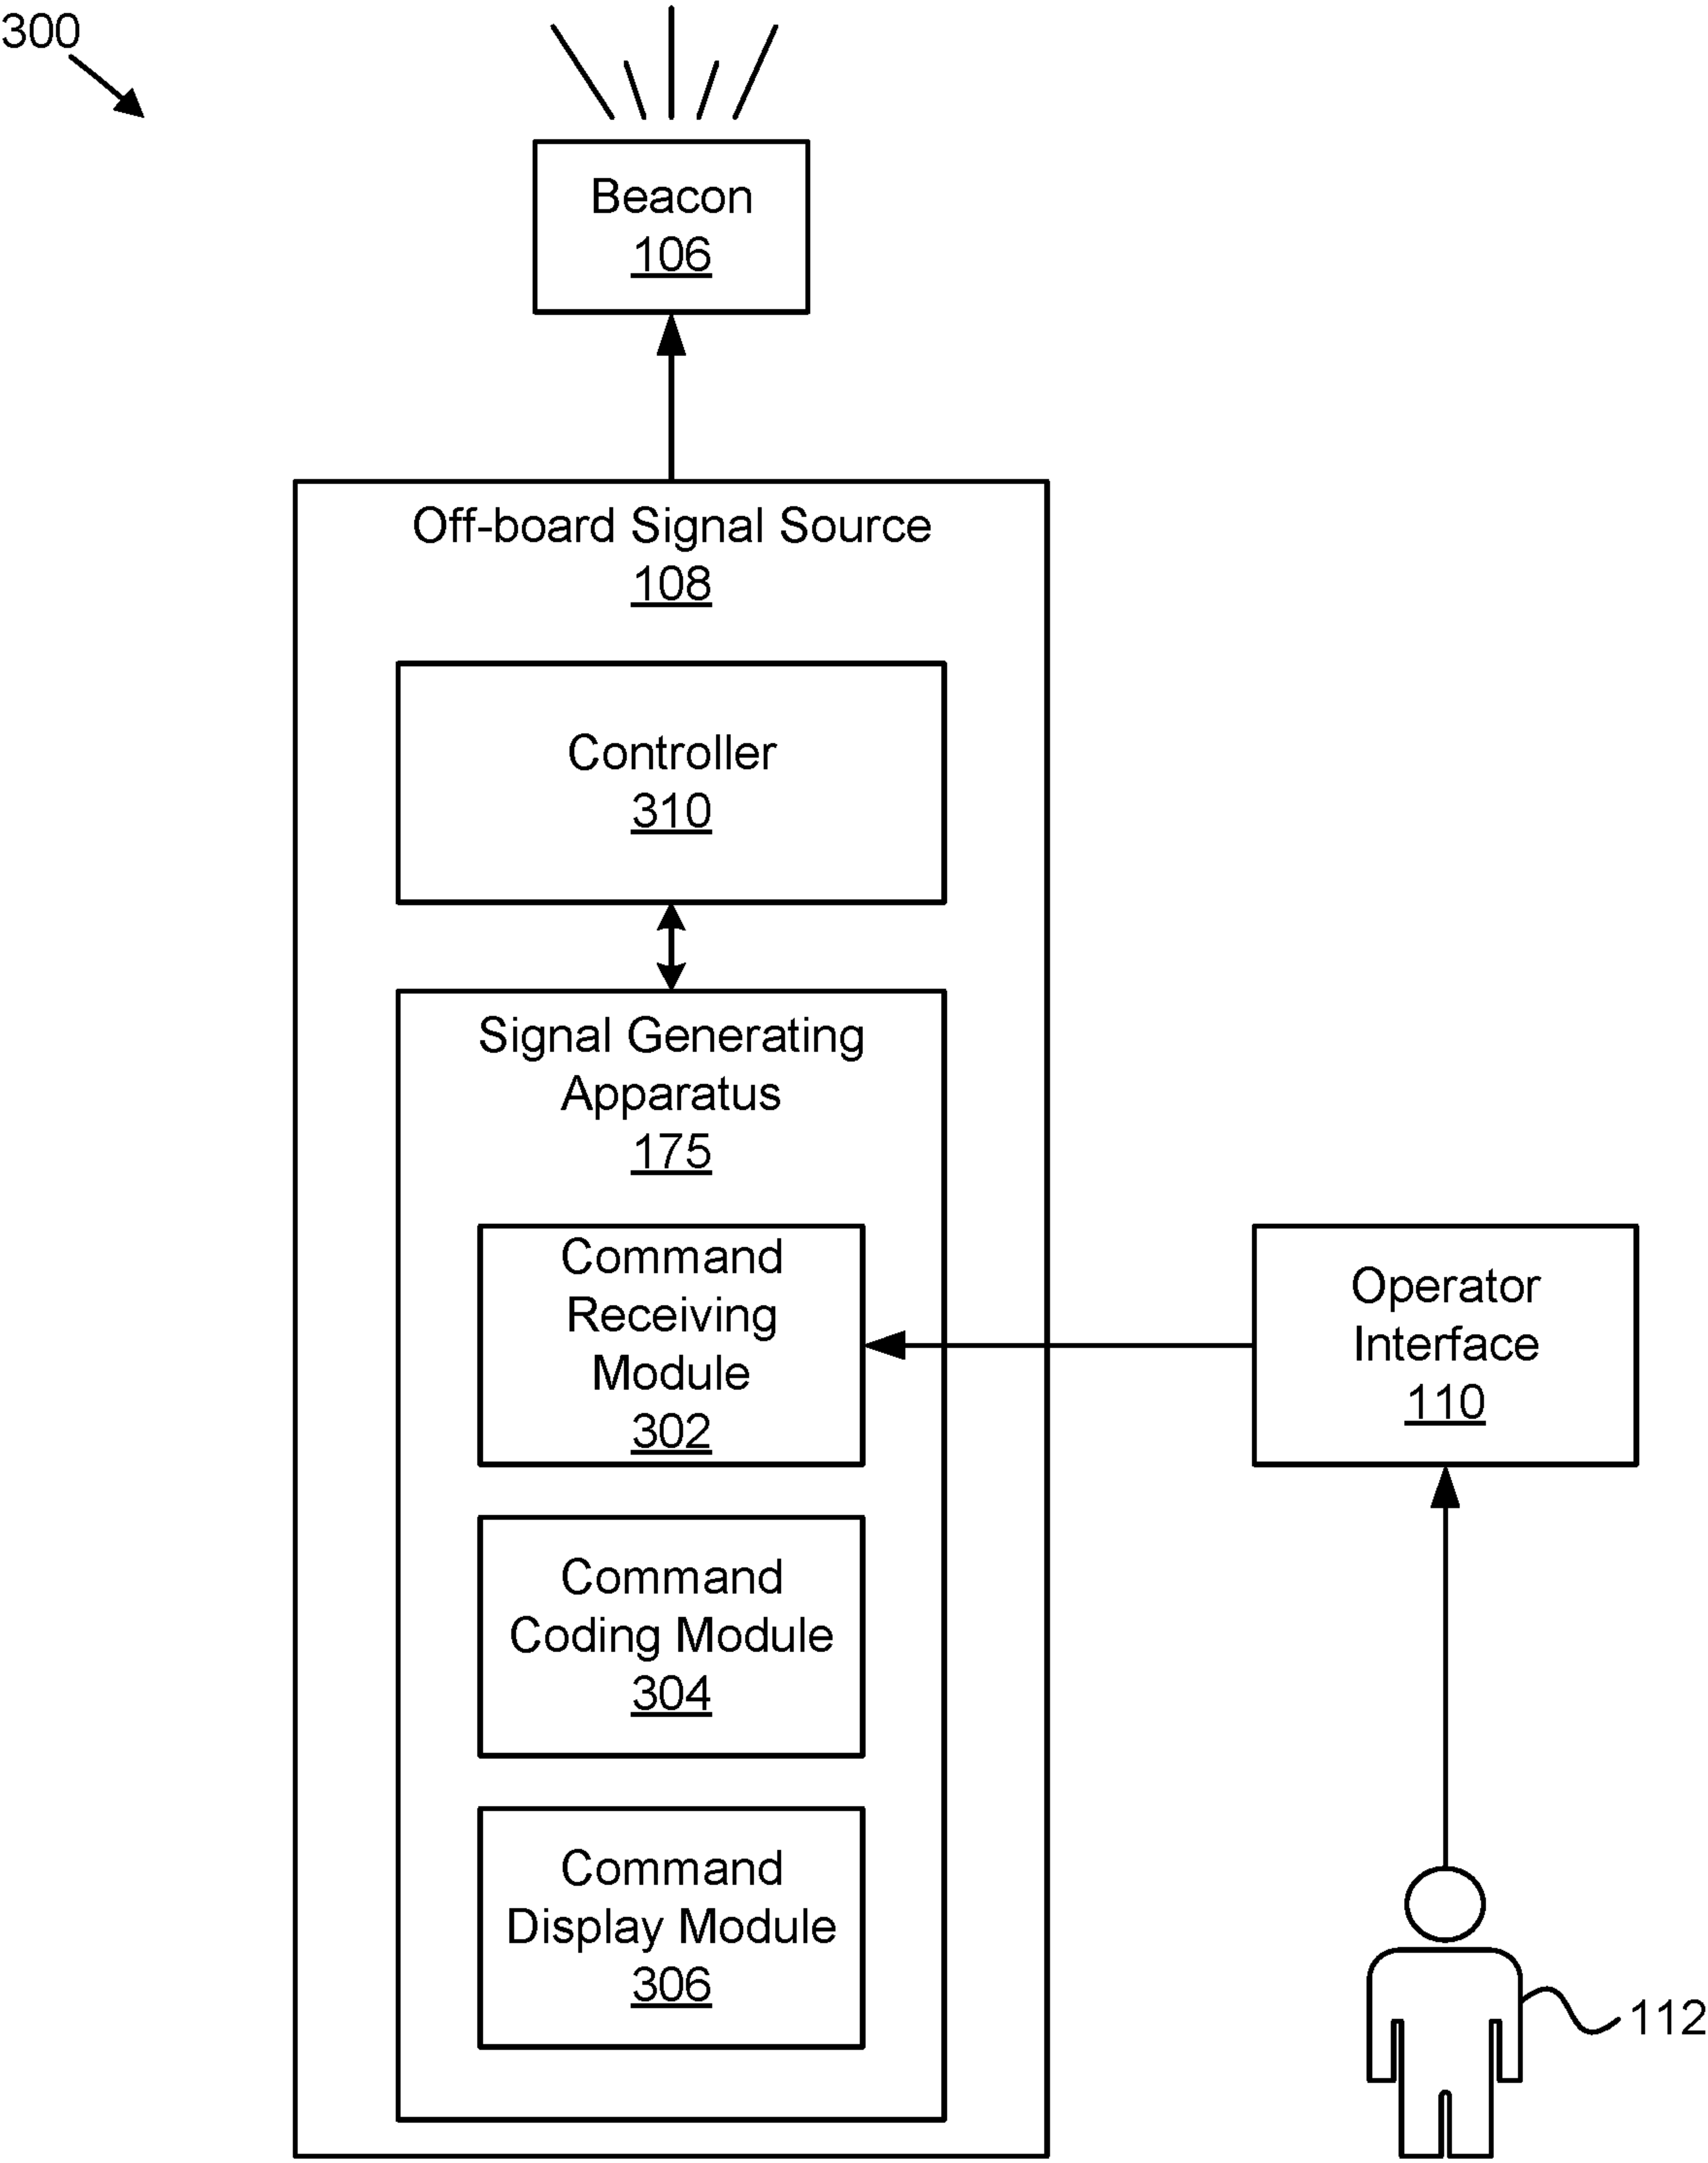 300
Beacon
106
Off-board Signal Source
108
Controller
310
Signal Generating
Apparatus
175
Command
Receiving
Module
302
Operator
Interface
110
Command
Coding Module
304
Command
Display Module
306
112